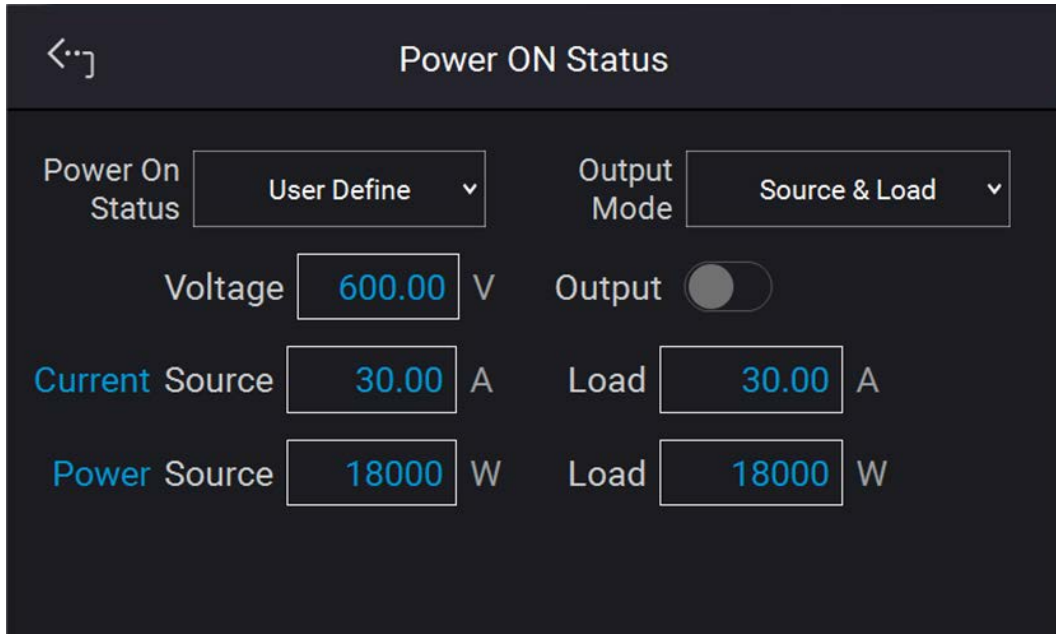 Power ON Status
Power On
Status
User Define
Output
Mode
Source & Load
Voltage 600.00 V Output
Current Source 30.00 A Load 30.00 A
Power Source 18000 W Load 18000 W